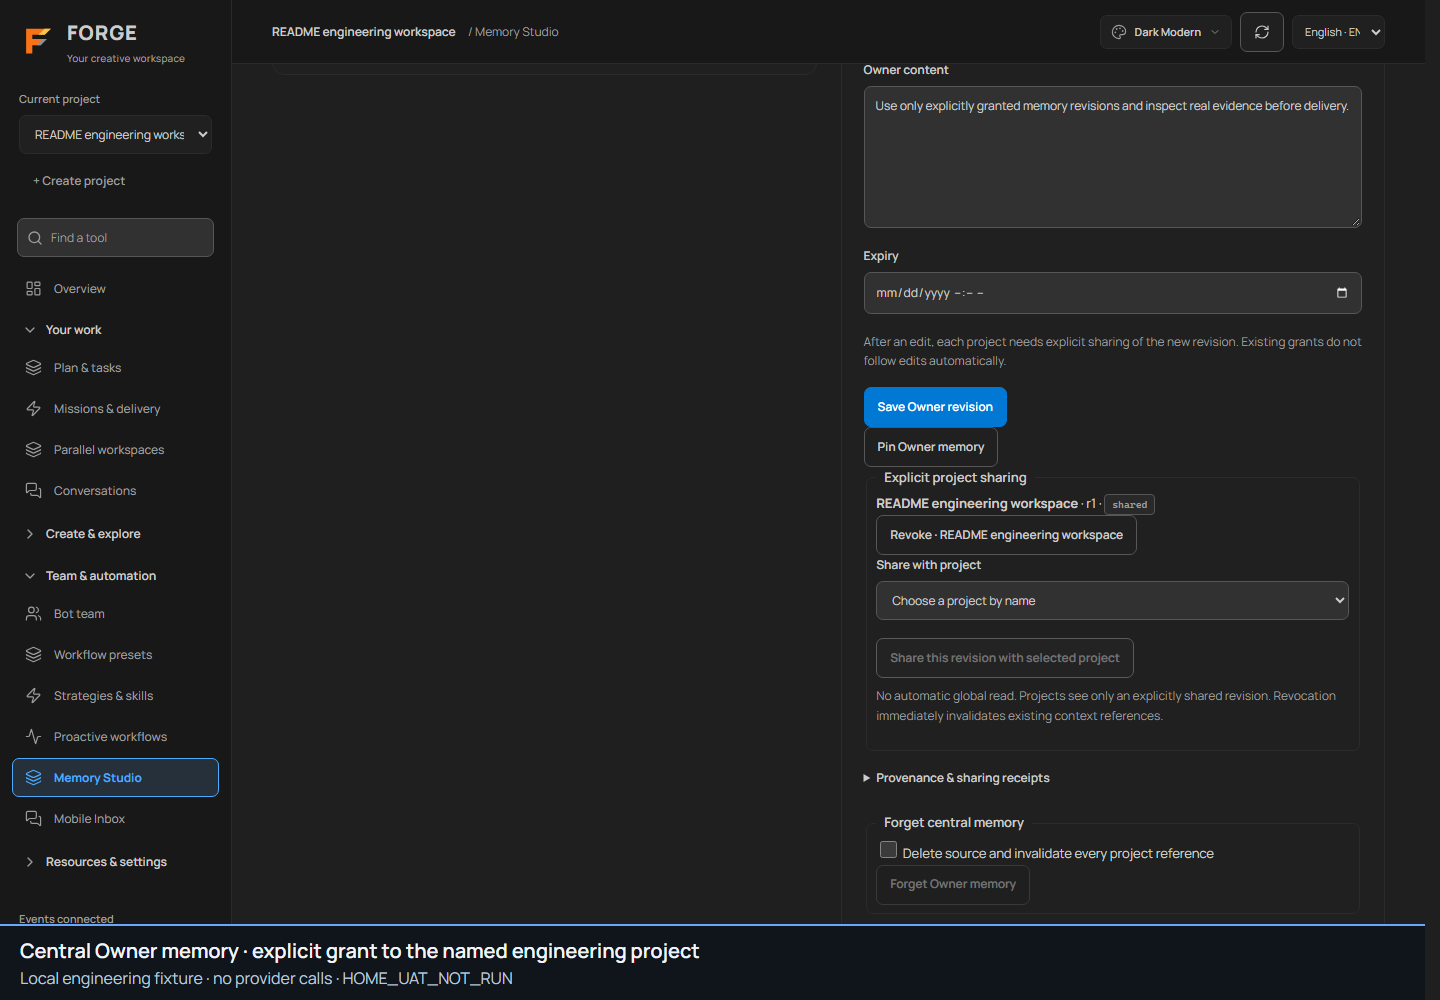 FORGE
Your creative workspace
Current project
README engineering works
+ Create project
Find a tool
Overview
Your work
Plan & tasks
Missions & delivery
Parallel workspaces
Conversations
Create & explore
Team & automation
Bot team
Workflow presets
Strategies & skills
Proactive workflows
Memory Studio
Mobile Inbox
Resources & settings
Events connected
README engineering workspace / Memory Studio
Dark Modern
English · EN
Owner content
Use only explicitly granted memory revisions and inspect real evidence before delivery.
Expiry
mm/dd/yyyy --:-- --
After an edit, each project needs explicit sharing of the new revision. Existing grants do not
follow edits automatically.
Save Owner revision
Pin Owner memory
Explicit project sharing
README engineering workspace · r1 · shared
Revoke · README engineering workspace
Share with project
Choose a project by name
Share this revision with selected project
No automatic global read. Projects see only an explicitly shared revision. Revocation
immediately invalidates existing context references.
Provenance & sharing receipts
Forget central memory
Delete source and invalidate every project reference
Forget Owner memory
Central Owner memory · explicit grant to the named engineering project
Local engineering fixture · no provider calls · HOME_UAT_NOT_RUN